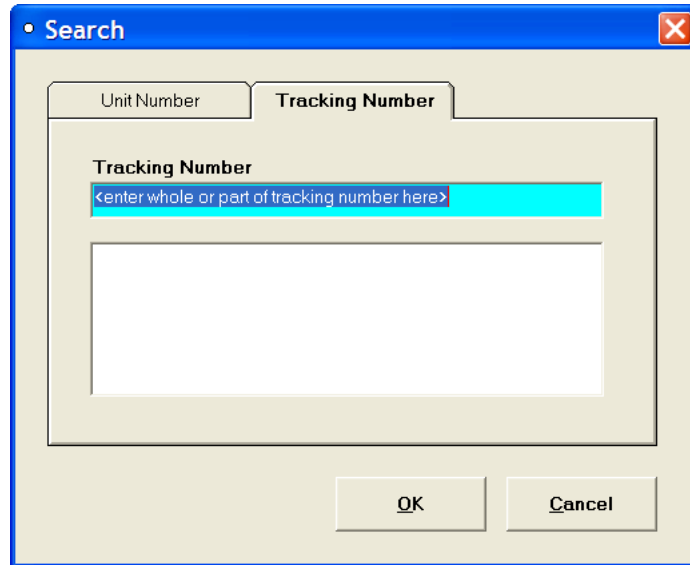 Search
Unit Number
Tracking Number
Tracking Number
<enter whole or part of tracking number here>
OK
Cancel